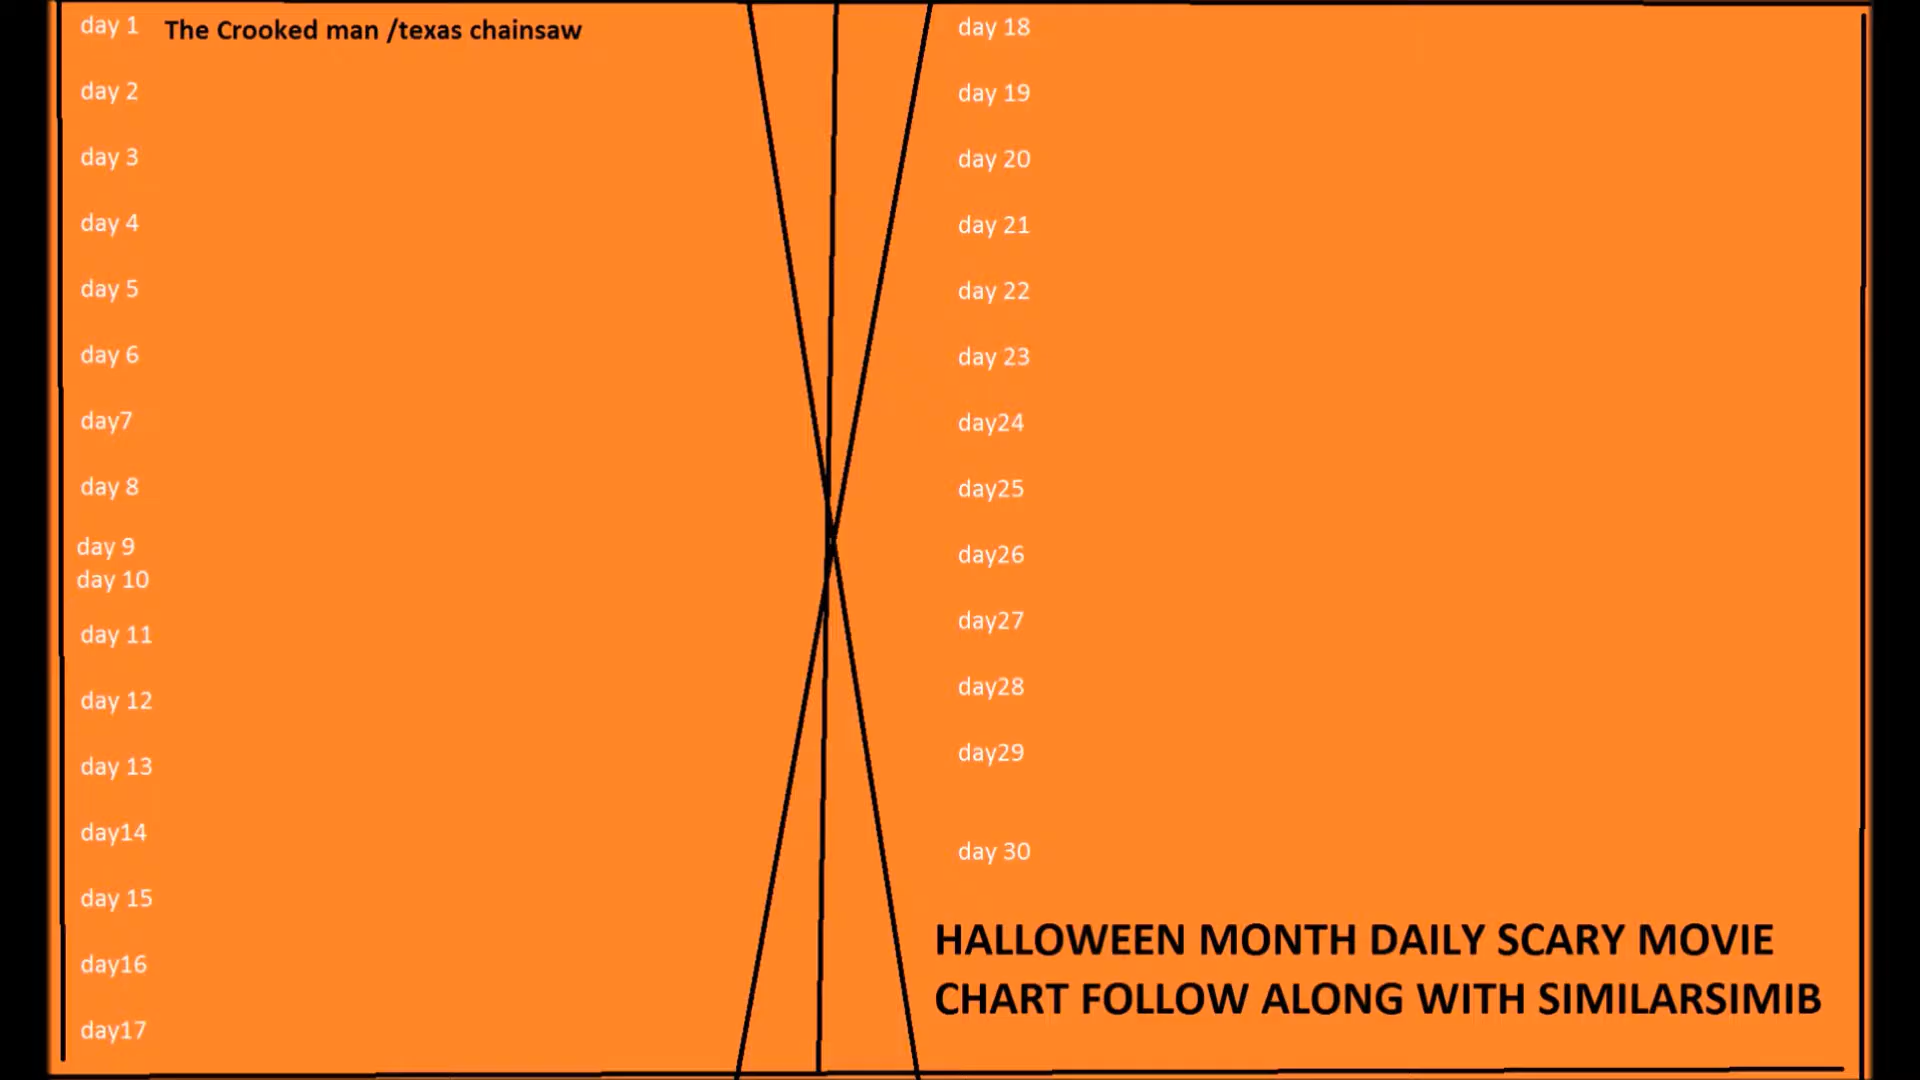 day 1 The Crooked man /texas chainsaw
day 2
day 3
day 4
day 5
day 6
day7
day 8
day 9
day 10
day 11
day 12
day 13
day14
day 15
day16
day17
day 18
day 19
day 20
day 21
day 22
day 23
day24
day25
day26
day27
day28
day29
day 30
HALLOWEEN MONTH DAILY SCARY MOVIE
CHART FOLLOW ALONG WITH SIMILARSIMIB